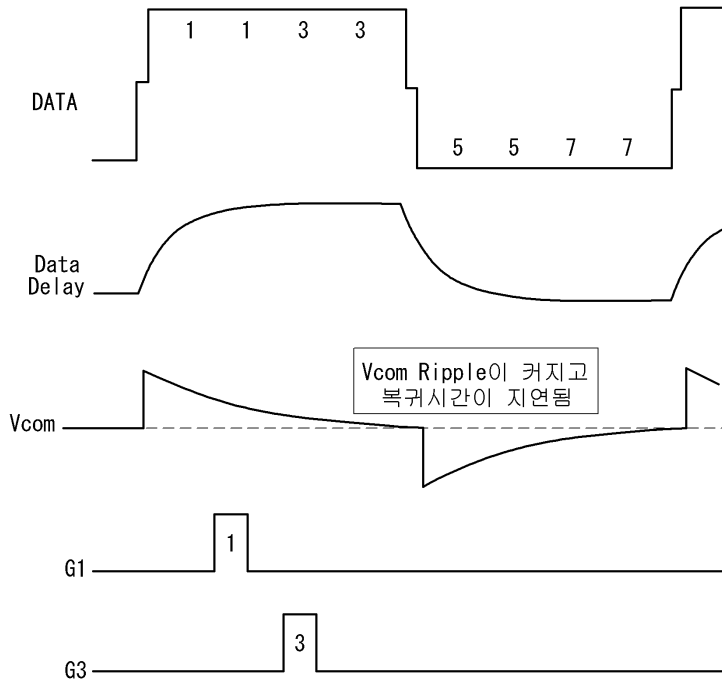 1 1 3 3
DATA
5 5 7 7
Data
Delay
Vcom Ripple이 커지고
복귀시간이 지연됨
Vcom
1
G1
3
G3